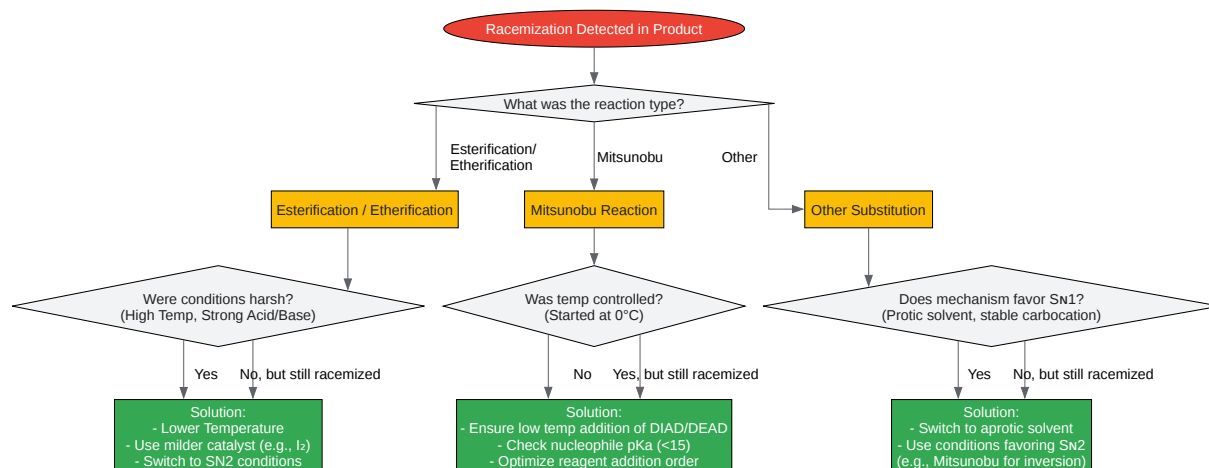 Racemization Detected in Product
What was the reaction type?
Esterification/
Etherification
Mitsunobu
Other
Esterification / Etherification
Mitsunobu Reaction
Other Substitution
Were conditions harsh?
(High Temp, Strong Acid/Base)
Was temp controlled?
(Started at 0°C)
Does mechanism favor Sɴ1?
(Protic solvent, stable carbocation)
Yes
No, but still racemized
No
Yes, but still racemized
Yes
No, but still racemized
Solution:
- Lower Temperature
- Use milder catalyst (e.g., I₂)
- Switch to SN2 conditions
Solution:
- Ensure low temp addition of DIAD/DEAD
- Check nucleophile pKa (<15)
- Optimize reagent addition order
Solution:
- Switch to aprotic solvent
- Use conditions favoring Sɴ2
(e.g., Mitsunobu for inversion)